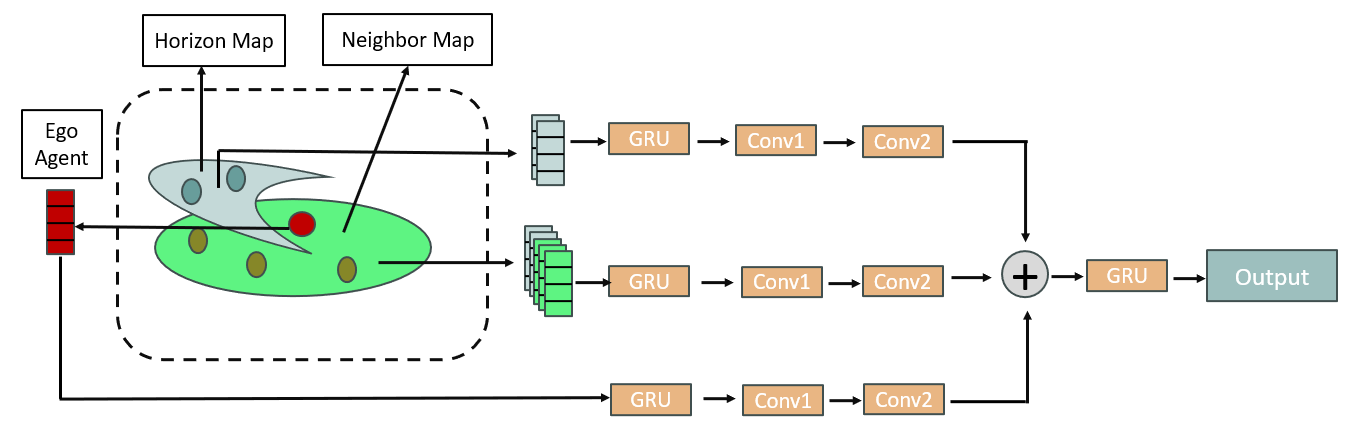 Horizon Map
Neighbor Map
Ego
Agent
GRU
Conv1
Conv2
GRU
Conv1
Conv2
+
GRU
Output
GRU
Conv1
Conv2